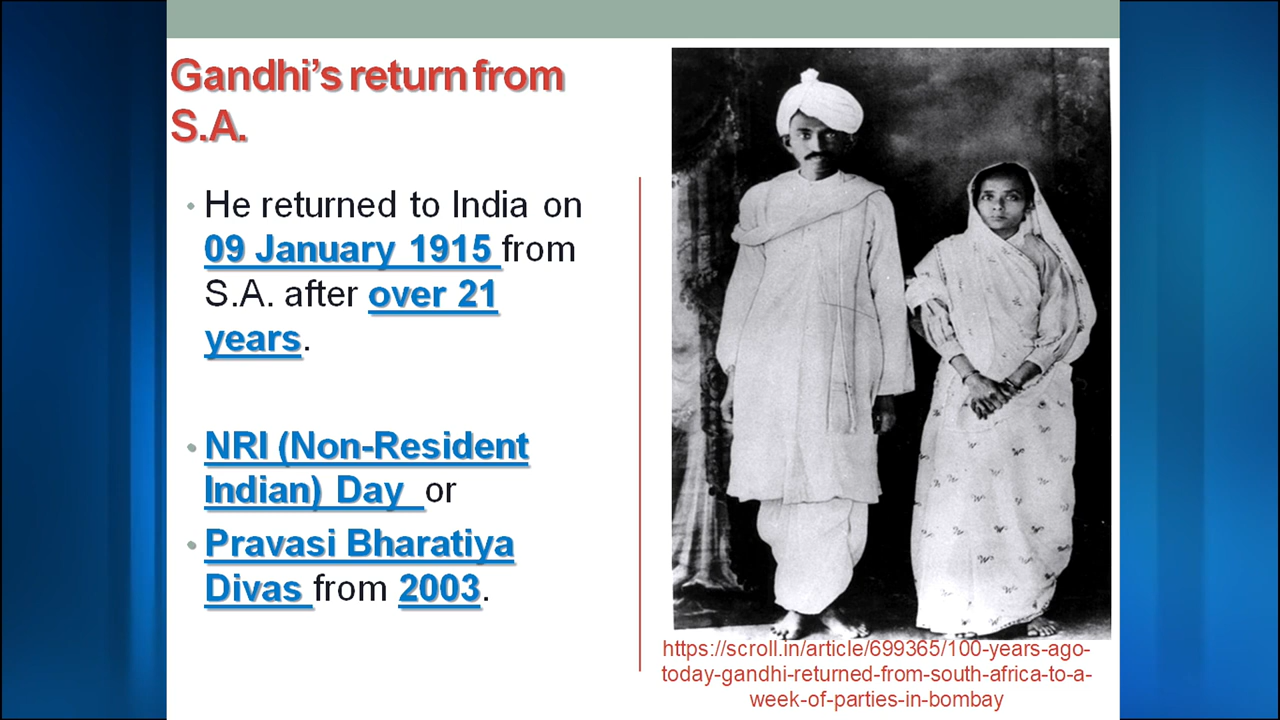 Gandhi’s return from
S.A.
• He returned to India on
09 January 1915 from
S.A. after over 21
years.
• NRI (Non-Resident
Indian) Day or
• Pravasi Bharatiya
Divas from 2003.
https://scroll.in/article/699365/100-years-ago-
today-gandhi-returned-from-south-africa-to-a-
week-of-parties-in-bombay